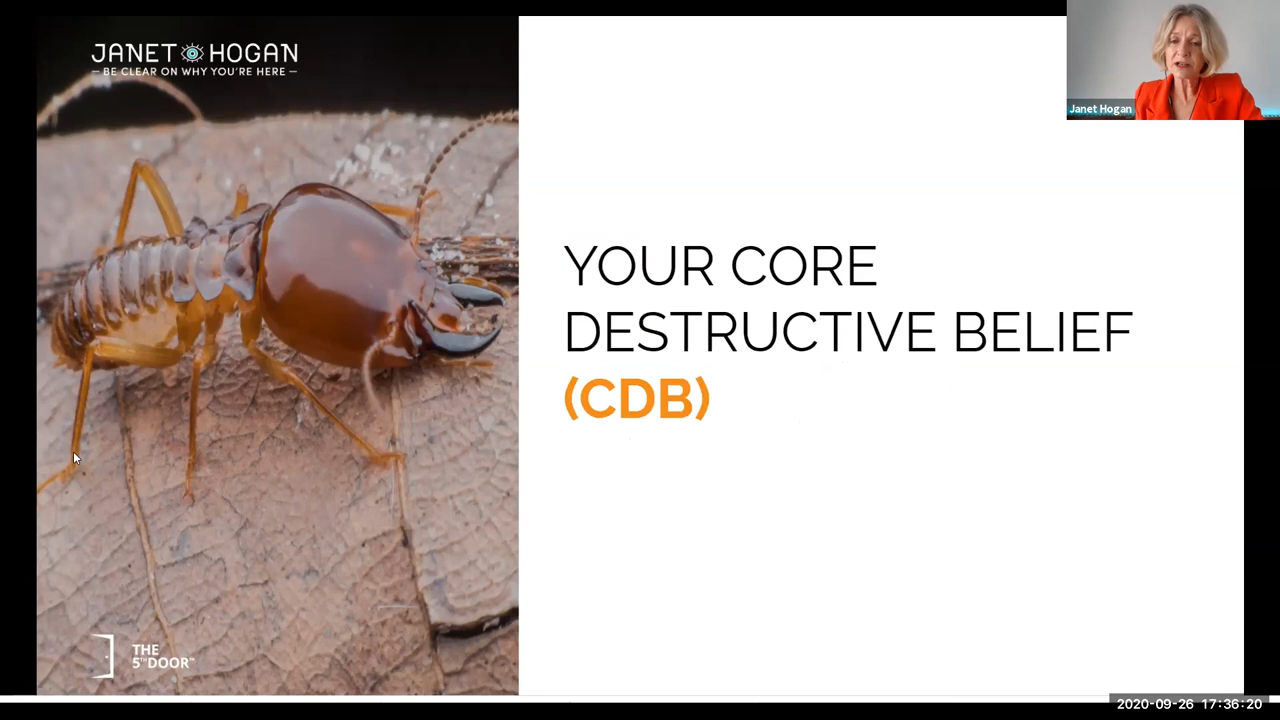 JANET HOGAN
– BE CLEAR ON WHY YOU'RE HERE –
Janet Hogan
YOUR CORE
DESTRUCTIVE BELIEF
(CDB)
THE
5TH DOOR™
2020-09-26 17:36:20